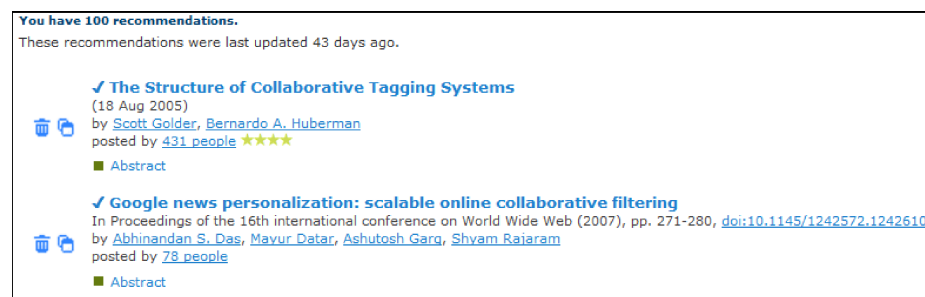 You have 100 recommendations.
These recommendations were last updated 43 days ago.
✓ The Structure of Collaborative Tagging Systems
(18 Aug 2005)
by Scott Golder, Bernardo A. Huberman
posted by 431 people ★★★★
Abstract
✓ Google news personalization: scalable online collaborative filtering
In Proceedings of the 16th international conference on World Wide Web (2007), pp. 271-280, doi:10.1145/1242572.1242610
by Abhinandan S. Das, Mayur Datar, Ashutosh Garg, Shyam Rajaram
posted by 78 people
Abstract